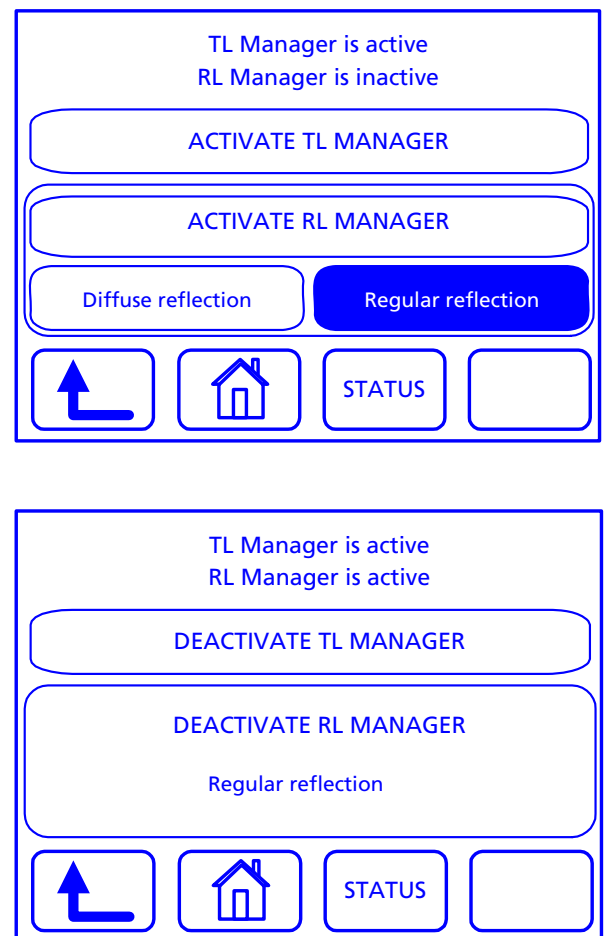 TL Manager is active
RL Manager is inactive
ACTIVATE TL MANAGER
ACTIVATE RL MANAGER
Diffuse reflection Regular reflection
STATUS
TL Manager is active
RL Manager is active
DEACTIVATE TL MANAGER
DEACTIVATE RL MANAGER
Regular reflection
STATUS